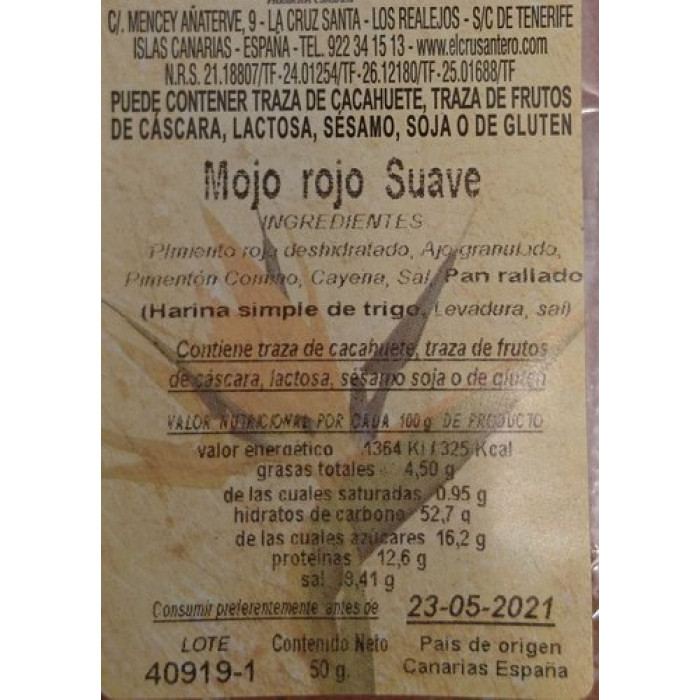 C/. MENCEY AÑATERVE, 9 - LA CRUZ SANTA - LOS REALEJOS - S/C DE TENERIFE
ISLAS CANARIAS - ESPAÑA - TEL. 922 34 15 13 - www.elcrusantero.com
N.R.S. 21.18807/TF-24.01254/TF-26.12180/TF-25.01688/TF
PUEDE CONTENER TRAZA DE CACAHUETE, TRAZA DE FRUTOS
DE CÁSCARA, LACTOSA, SÉSAMO, SOJA O DE GLUTEN
Mojo rojo Suave
INGREDIENTES
Pimiento rojo deshidratado, Ajo granulado,
Pimentón Comino, Cayena, Sal, Pan rallado
(Harina simple de trigo, Levadura, sal)
Contiene traza de cacahuete, traza de frutos
de cáscara, lactosa, sésamo soja o de gluten
VALOR NUTRICIONAL POR CADA 100g DE PRODUCTO
valor energético 1364 KJ / 325 Kcal
grasas totales 4,50 g
de las cuales saturadas 0.95 g
hidratos de carbono 52,7 g
de las cuales azúcares 16,2 g
proteínas 12,6 g
sal ,41 g
Consumir preferentemente antes de 23-05-2021
LOTE Contenido Neto País de origen
40919-1 50 g. Canarias España